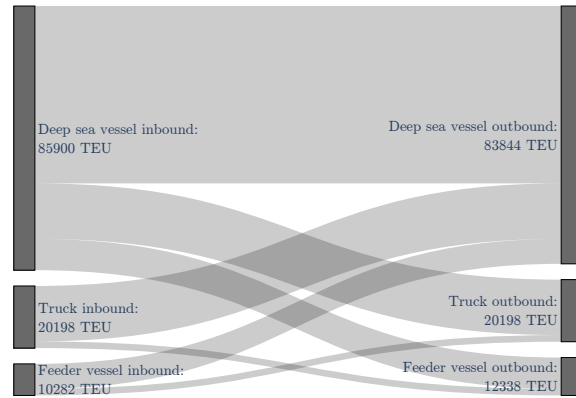 Deep sea vessel inbound:
85900 TEU
Deep sea vessel outbound:
83844 TEU
Truck inbound:
20198 TEU
Truck outbound:
20198 TEU
Feeder vessel inbound:
10282 TEU
Feeder vessel outbound:
12338 TEU